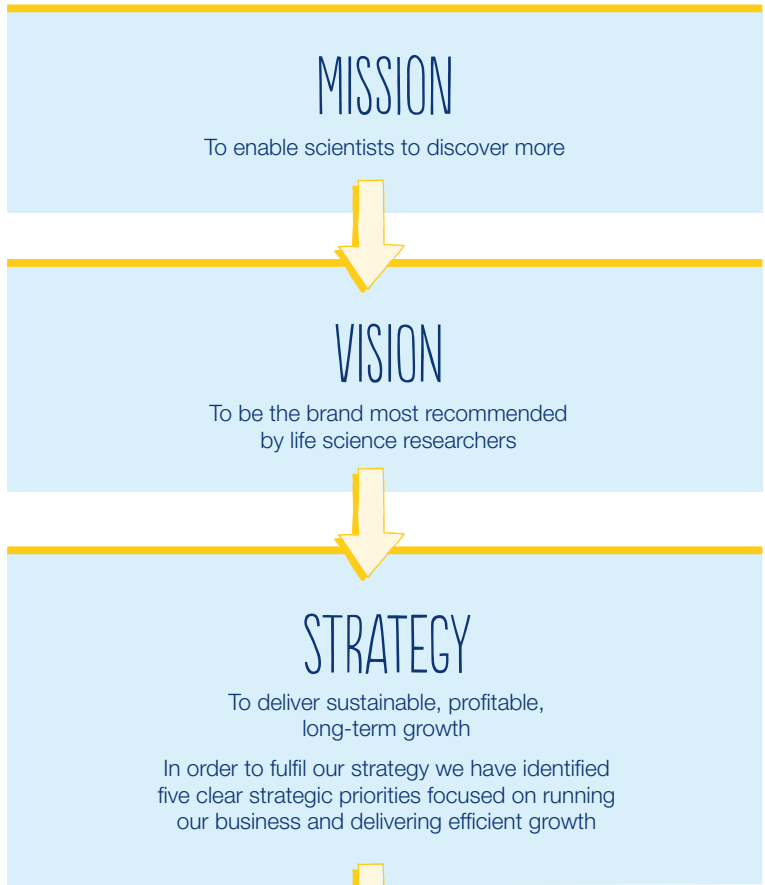 MISSION
To enable scientists to discover more
VISION
To be the brand most recommended
by life science researchers
STRATEGY
To deliver sustainable, profitable,
long-term growth
In order to fulfil our strategy we have identified
five clear strategic priorities focused on running
our business and delivering efficient growth